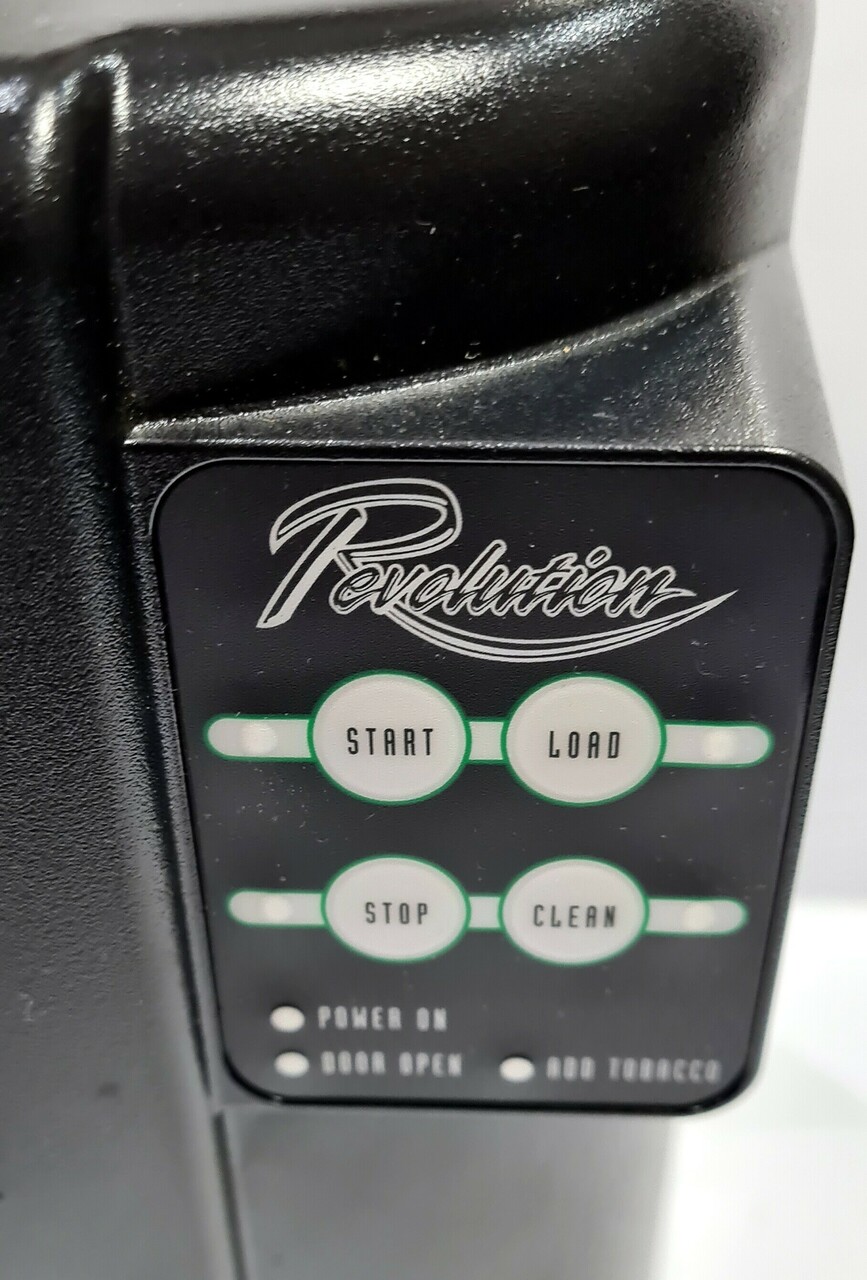 Revolution
START LOAD
STOP CLEAN
POWER ON
DOOR OPEN ADD TOBACCO